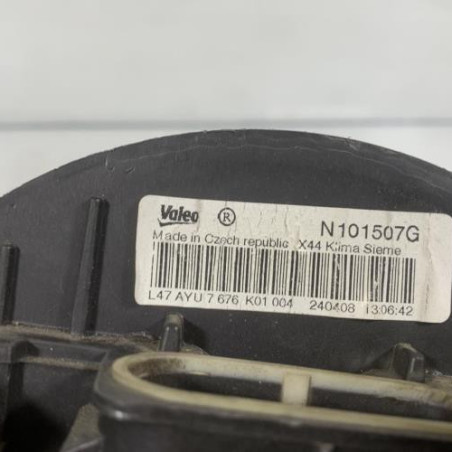 Valeo ® N101507G
Made in Czech republic X44 Klima Sieme
L47 AYU 7 676 K01 004 240408 13:06:42